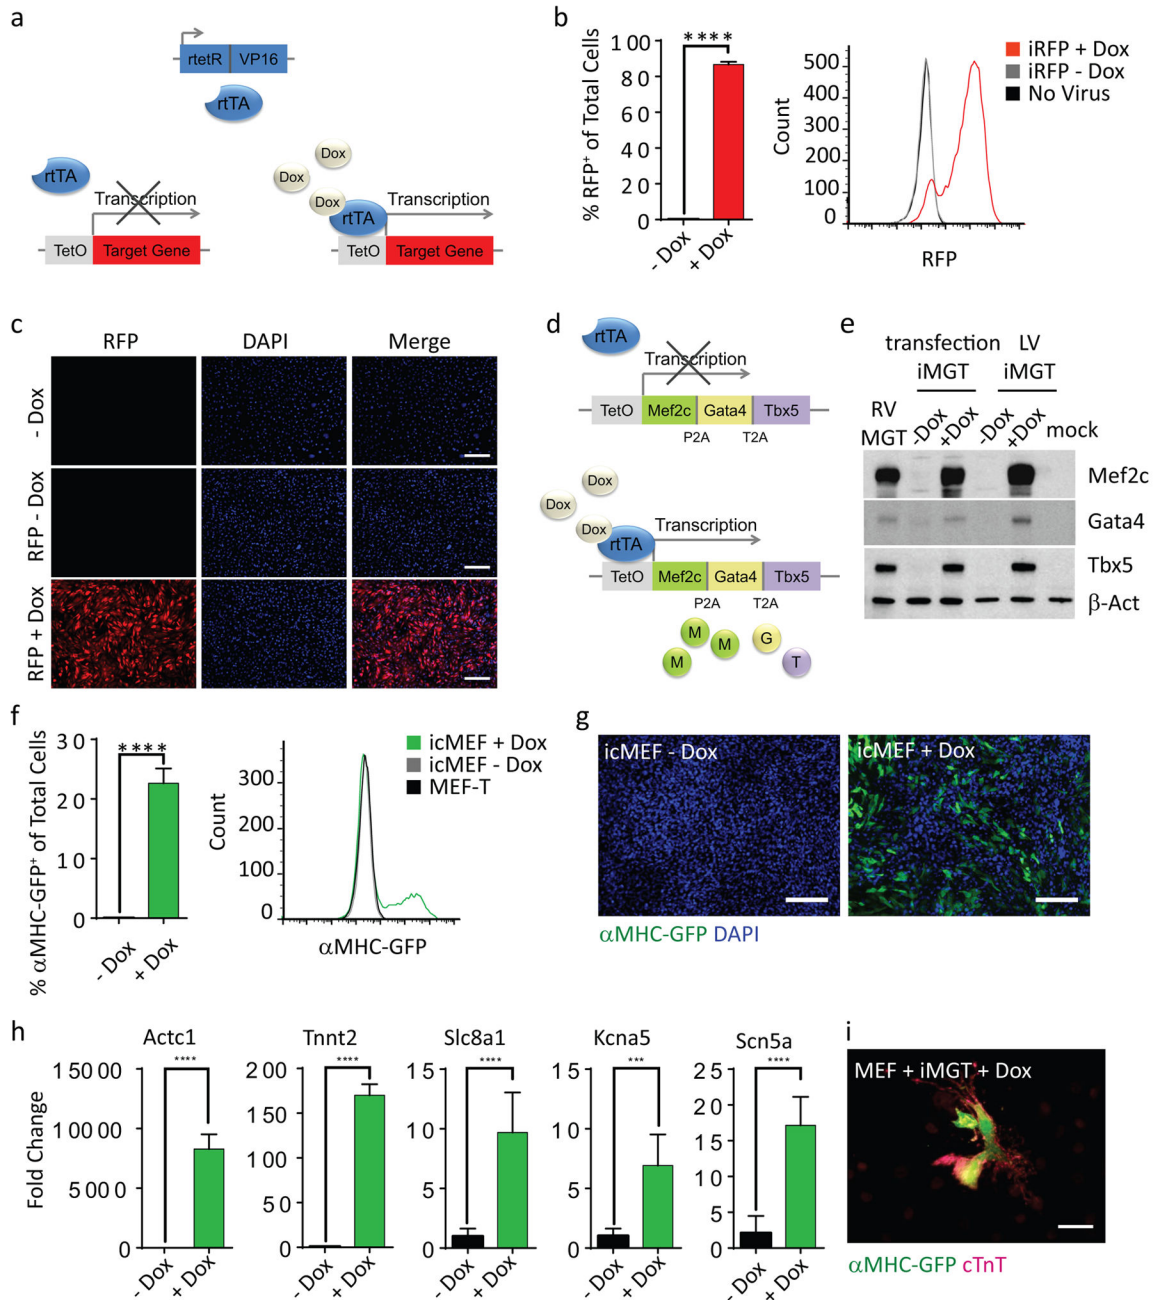 a
rtetR VP16
rtTA
rtTA
Transcription
TetO Target Gene
Dox
Dox
Dox
rtTA
Transcription
TetO Target Gene
b
% RFP⁺ of Total Cells
100
80
60
40
20
0
****
- Dox
+ Dox
Count
500
400
300
200
100
0
RFP
iRFP + Dox
iRFP - Dox
No Virus
c
RFP DAPI Merge
- Dox
RFP - Dox
RFP + Dox
d
rtTA
Transcription
TetO Mef2c Gata4 Tbx5
P2A T2A
Dox
Dox
Dox
rtTA
Transcription
TetO Mef2c Gata4 Tbx5
P2A T2A
M
M
M
G
T
e
transfection LV
iMGT iMGT
RV
MGT -Dox +Dox -Dox +Dox mock
Mef2c
Gata4
Tbx5
β-Act
f
% αMHC-GFP⁺ of Total Cells
30
20
10
0
****
- Dox
+ Dox
Count
300
200
100
0
αMHC-GFP
icMEF + Dox
icMEF - Dox
MEF-T
g
icMEF - Dox
icMEF + Dox
αMHC-GFP DAPI
h
Fold Change
Actc1
15000
10000
5000
0
****
- Dox
+ Dox
Tnnt2
200
150
100
50
0
****
- Dox
+ Dox
Slc8a1
15
10
5
0
****
- Dox
+ Dox
Kcna5
15
10
5
0
***
- Dox
+ Dox
Scn5a
25
20
15
10
5
0
****
- Dox
+ Dox
i
MEF + iMGT + Dox
αMHC-GFP cTnT